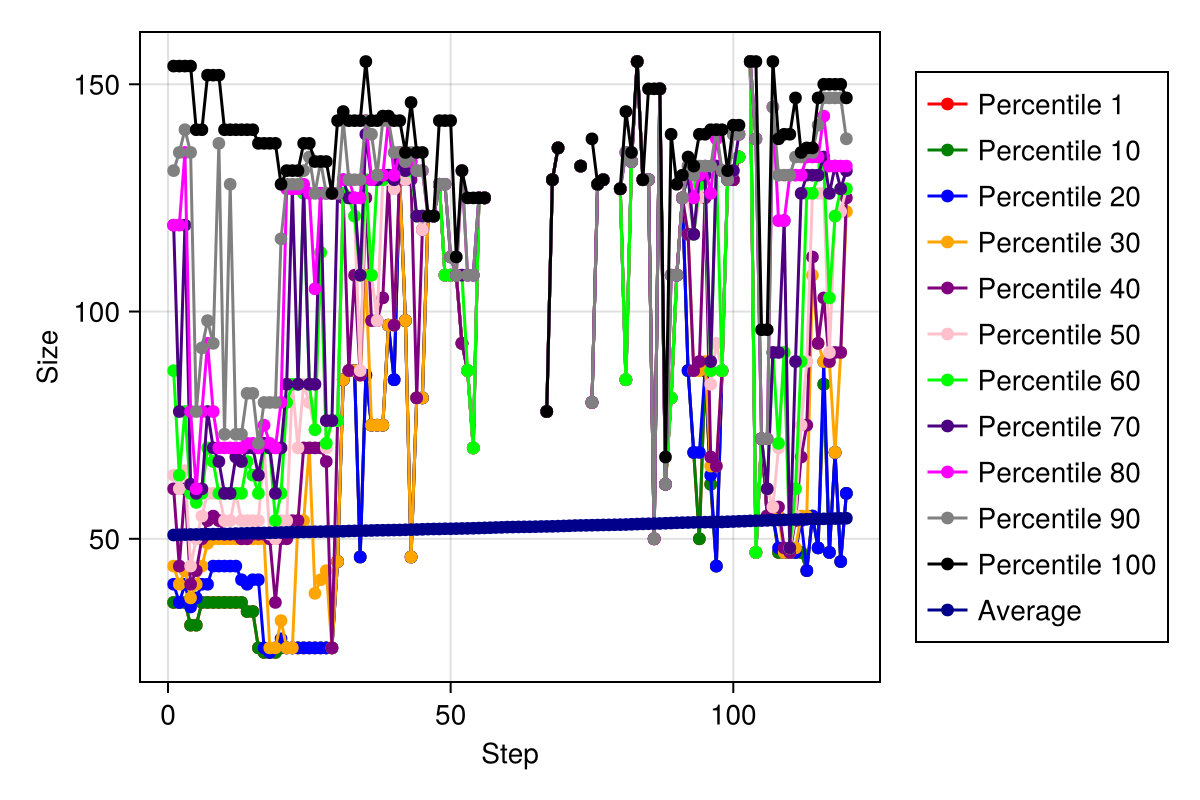 150
100
50
0
50
100
Size
Step
Percentile 1
Percentile 10
Percentile 20
Percentile 30
Percentile 40
Percentile 50
Percentile 60
Percentile 70
Percentile 80
Percentile 90
Percentile 100
Average